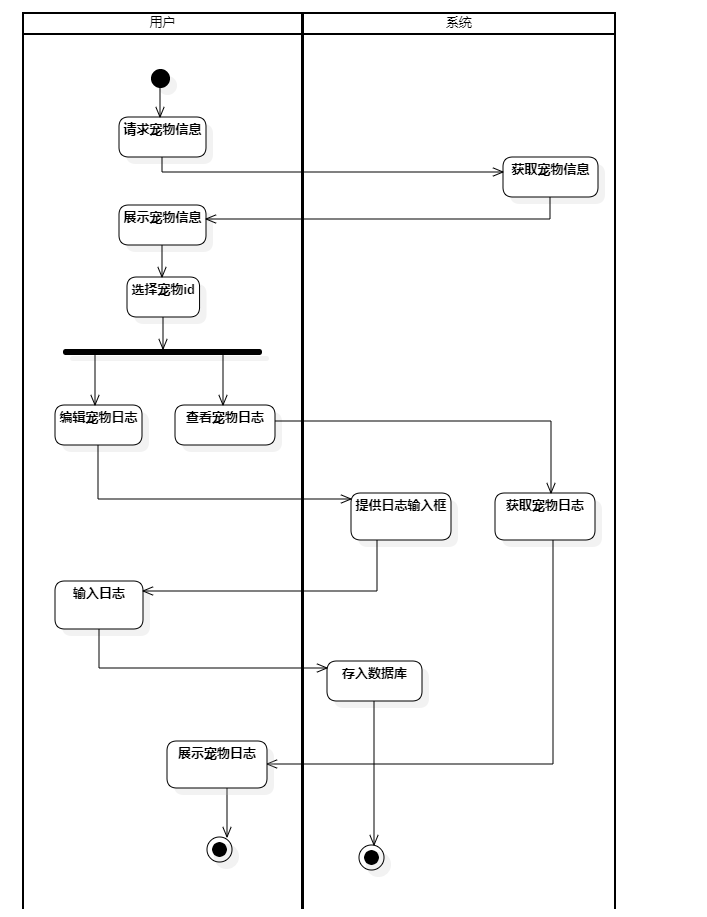 用户
系统
请求宠物信息
获取宠物信息
展示宠物信息
选择宠物id
编辑宠物日志
查看宠物日志
提供日志输入框
获取宠物日志
输入日志
存入数据库
展示宠物日志